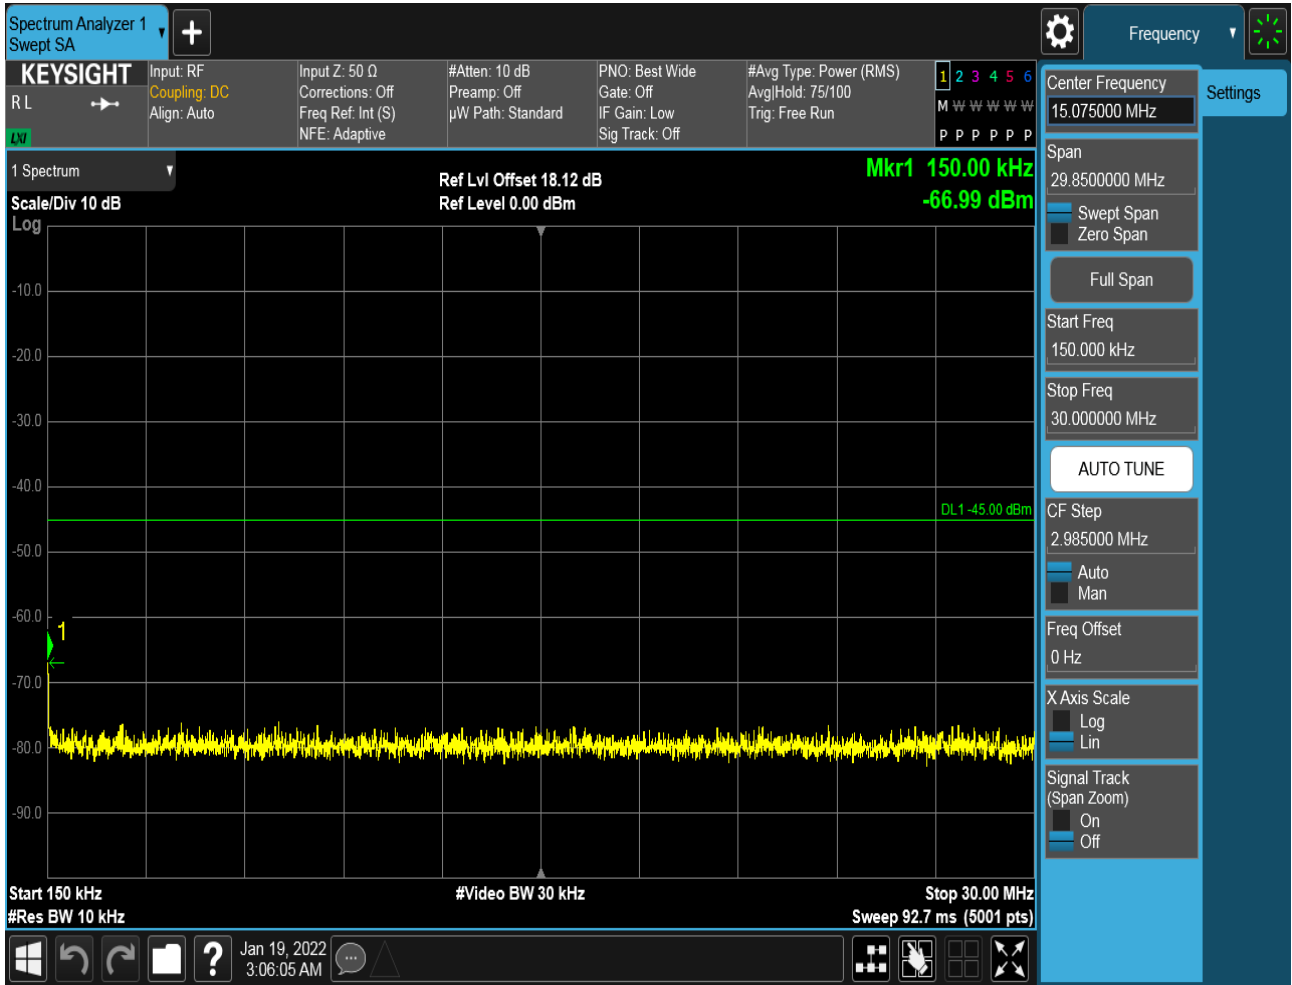 Spectrum Analyzer 1
Swept SA
Frequency
KEYSIGHT
R L
LXI
Input: RF
Coupling: DC
Align: Auto
Input Z: 50 Ω
Corrections: Off
Freq Ref: Int (S)
NFE: Adaptive
#Atten: 10 dB
Preamp: Off
µW Path: Standard
PNO: Best Wide
Gate: Off
IF Gain: Low
Sig Track: Off
#Avg Type: Power (RMS)
Avg|Hold: 75/100
Trig: Free Run
1 2 3 4 5 6
M W W W W W
P P P P P P
1 Spectrum
Scale/Div 10 dB
Log
Ref Lvl Offset 18.12 dB
Ref Level 0.00 dBm
Mkr1 150.00 kHz
-66.99 dBm
-10.0
-20.0
-30.0
-40.0
DL1 -45.00 dBm
-50.0
-60.0
1
-70.0
-80.0
-90.0
Start 150 kHz
#Res BW 10 kHz
#Video BW 30 kHz
Stop 30.00 MHz
Sweep 92.7 ms (5001 pts)
Jan 19, 2022
3:06:05 AM
Center Frequency
15.075000 MHz
Settings
Span
29.8500000 MHz
Swept Span
Zero Span
Full Span
Start Freq
150.000 kHz
Stop Freq
30.000000 MHz
AUTO TUNE
CF Step
2.985000 MHz
Auto
Man
Freq Offset
0 Hz
X Axis Scale
Log
Lin
Signal Track
(Span Zoom)
On
Off